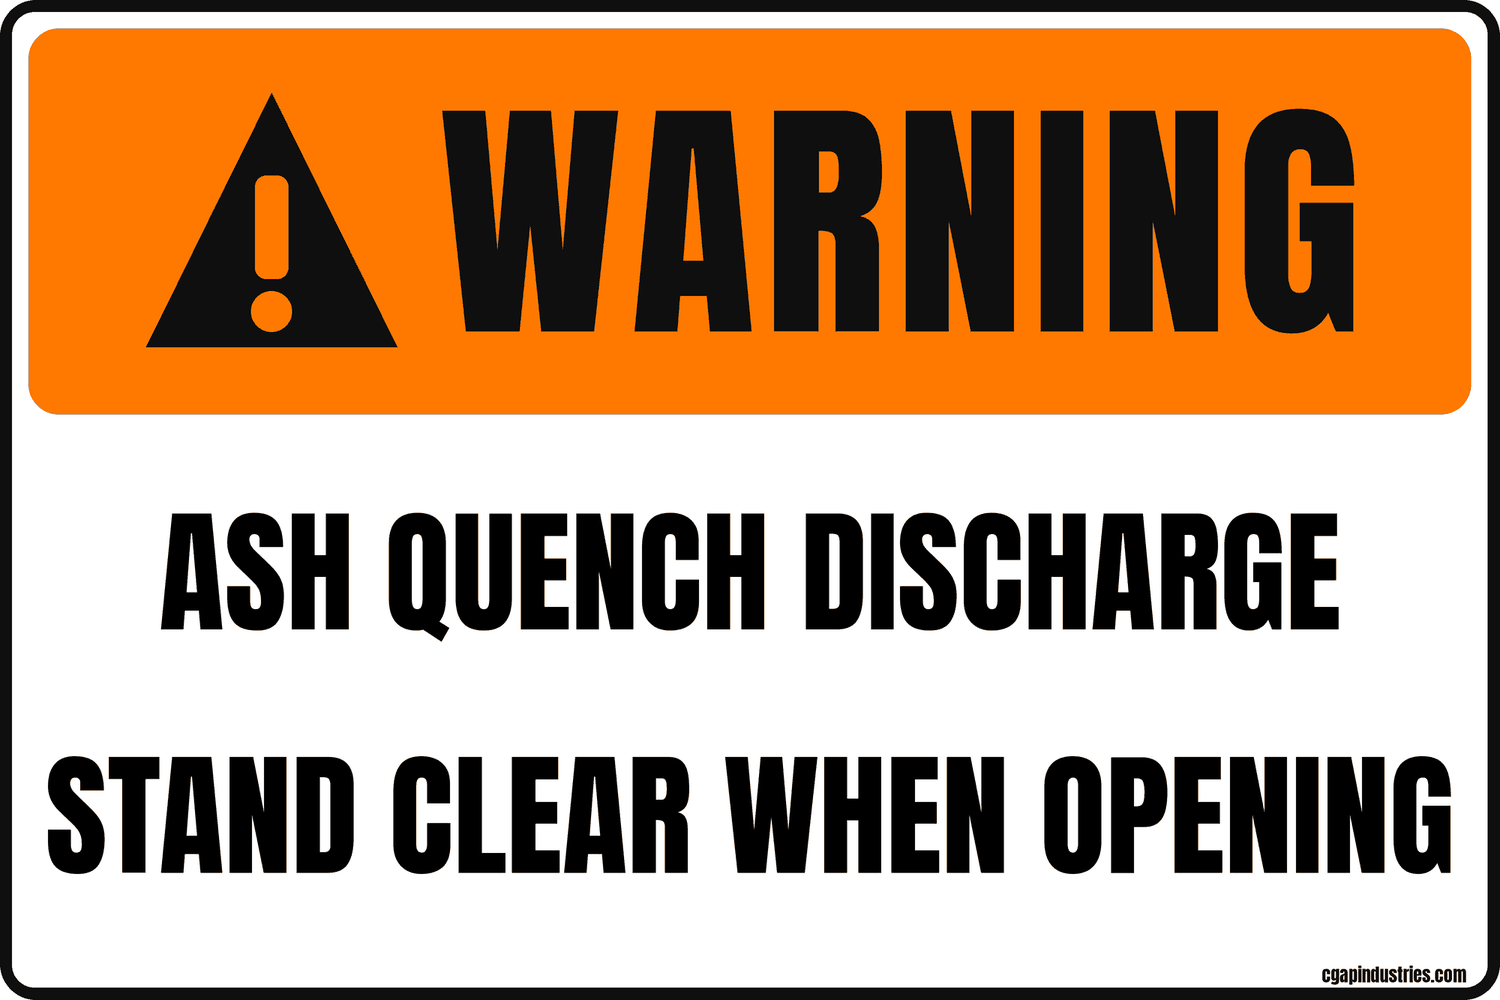 WARNING
ASH QUENCH DISCHARGE
STAND CLEAR WHEN OPENING
cgapindustries.com